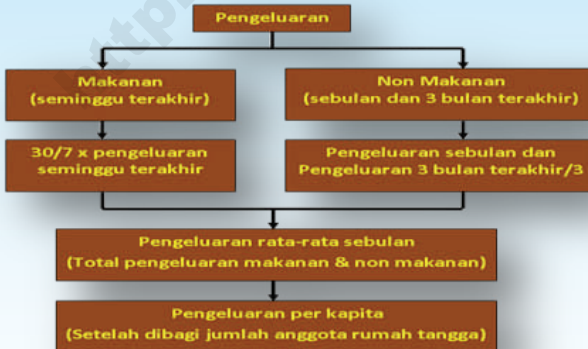 Pengeluaran
Makanan
(seminggu terakhir)
Non Makanan
(sebulan dan 3 bulan terakhir)
30/7 x pengeluaran
seminggu terakhir
Pengeluaran sebulan dan
Pengeluaran 3 bulan terakhir/3
Pengeluaran rata-rata sebulan
(Total pengeluaran makanan & non makanan)
Pengeluaran per kapita
(Setelah dibagi jumlah anggota rumah tangga)